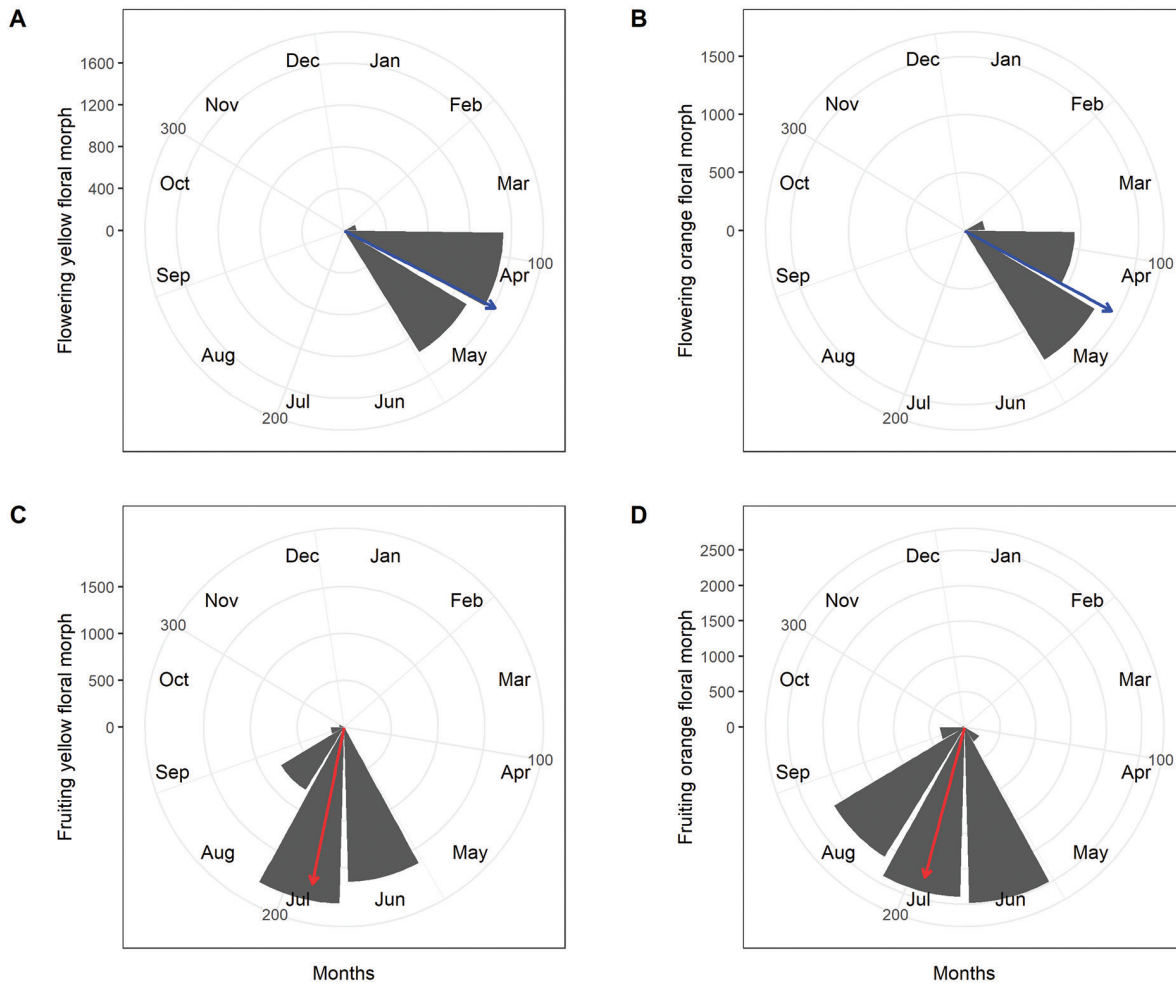 A
Flowering yellow floral morph
1600
1200
800
400
0
Dec
Jan
Nov
Feb
300
Oct
Mar
100
Sep
Apr
Aug
May
Jul
Jun
200
B
Flowering orange floral morph
1500
1000
500
0
Dec
Jan
Nov
Feb
300
Oct
Mar
100
Sep
Apr
Aug
May
Jul
Jun
200
C
Fruiting yellow floral morph
1500
1000
500
0
Dec
Jan
Nov
Feb
300
Oct
Mar
100
Sep
Apr
Aug
May
Jul
Jun
200
Months
D
Fruiting orange floral morph
2500
2000
1500
1000
500
0
Dec
Jan
Nov
Feb
300
Oct
Mar
100
Sep
Apr
Aug
May
Jul
Jun
200
Months